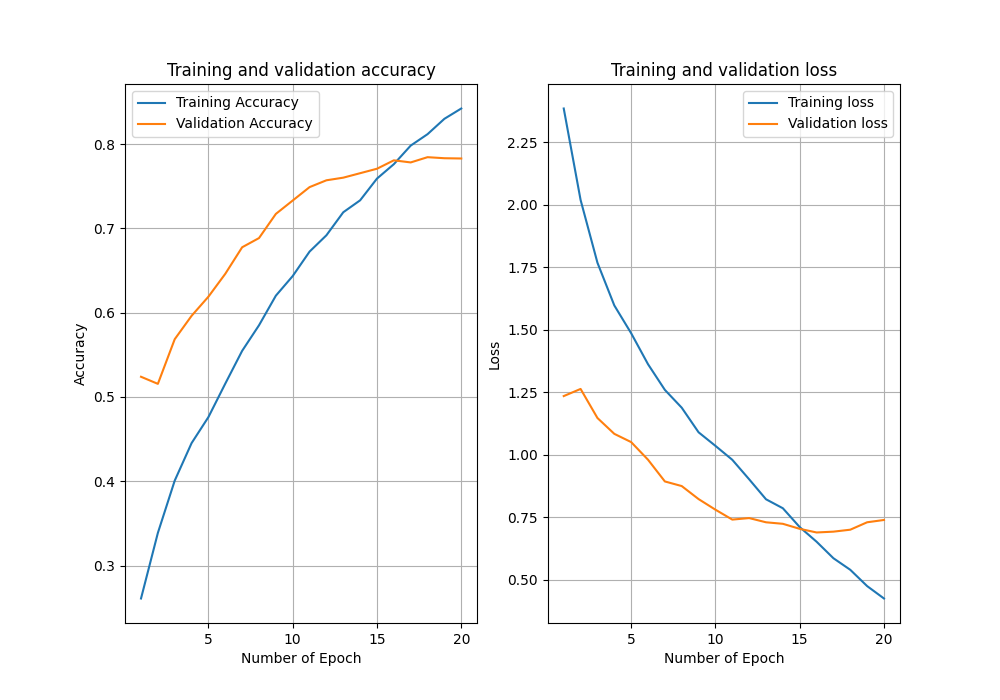 Training and validation accuracy
Training Accuracy
Validation Accuracy
0.8
0.7
0.6
0.5
0.4
0.3
Accuracy
5
10
15
20
Number of Epoch
Training and validation loss
Training loss
Validation loss
2.25
2.00
1.75
1.50
1.25
1.00
0.75
0.50
Loss
5
10
15
20
Number of Epoch